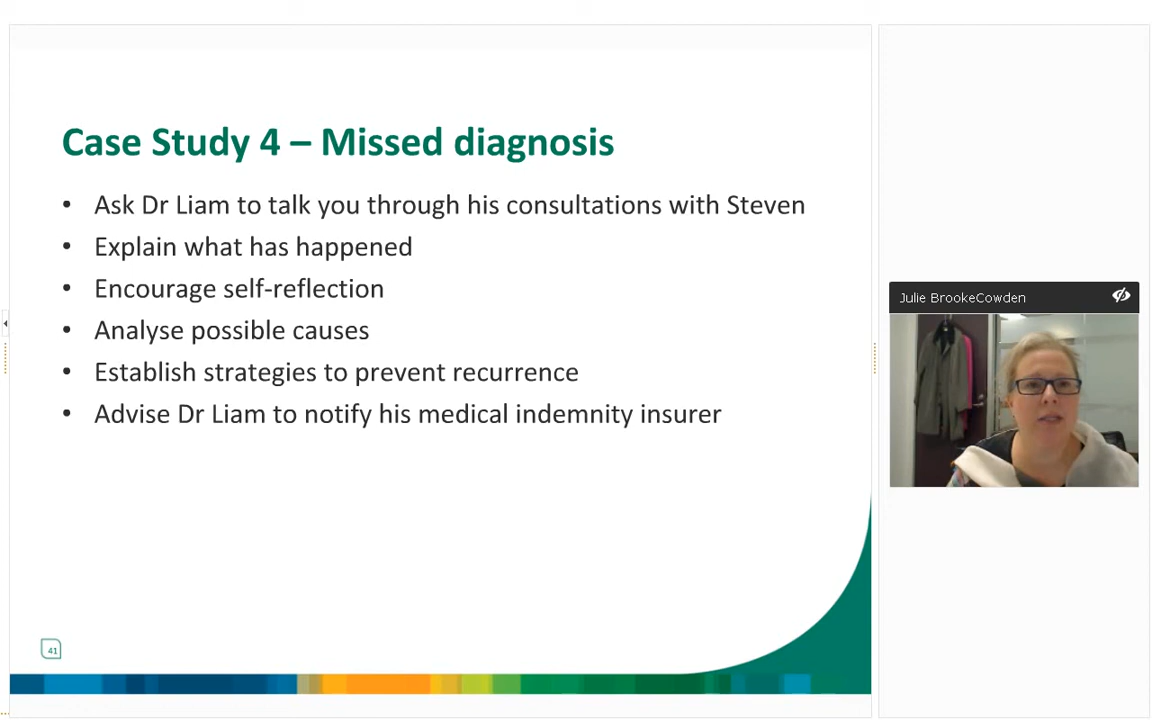 Case Study 4 – Missed diagnosis
• Ask Dr Liam to talk you through his consultations with Steven
• Explain what has happened
• Encourage self-reflection
• Analyse possible causes
• Establish strategies to prevent recurrence
• Advise Dr Liam to notify his medical indemnity insurer
41
Julie BrookeCowden